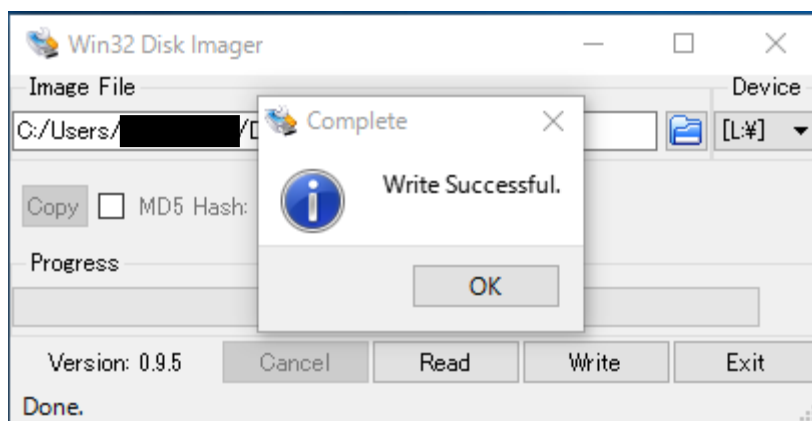 Win32 Disk Imager
Image File
Device
C:/Users/
[L:¥]
Complete
Write Successful.
OK
Copy
MD5 Hash:
Progress
Version: 0.9.5
Cancel
Read
Write
Exit
Done.